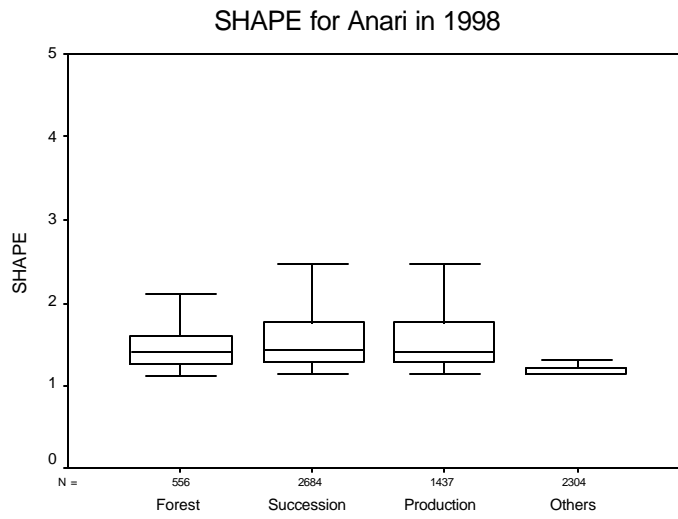 SHAPE for Anari in 1998
5
4
3
2
1
0
SHAPE
N = 556 2684 1437 2304
Forest Succession Production Others